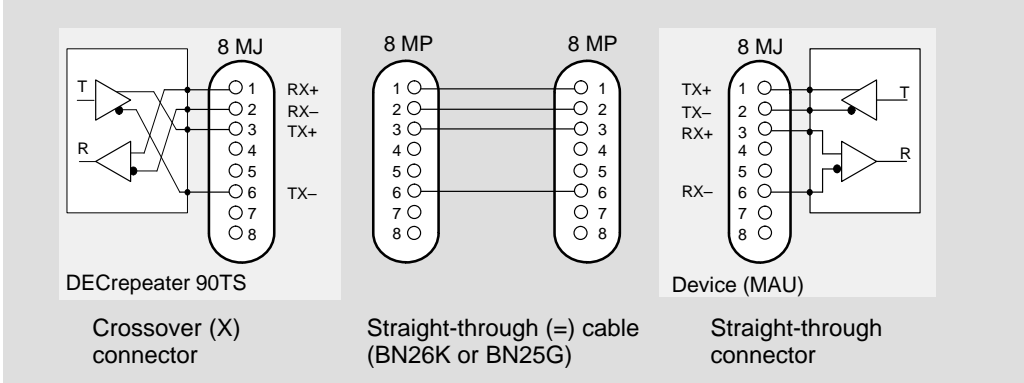 8 MJ
T
R
1
2
3
4
5
6
7
8
RX+
RX–
TX+
TX–
DECrepeater 90TS
Crossover (X)
connector
8 MP
1
2
3
4
5
6
7
8
8 MP
1
2
3
4
5
6
7
8
Straight-through (=) cable
(BN26K or BN25G)
8 MJ
TX+
TX–
RX+
RX–
1
2
3
4
5
6
7
8
T
R
Device (MAU)
Straight-through
connector